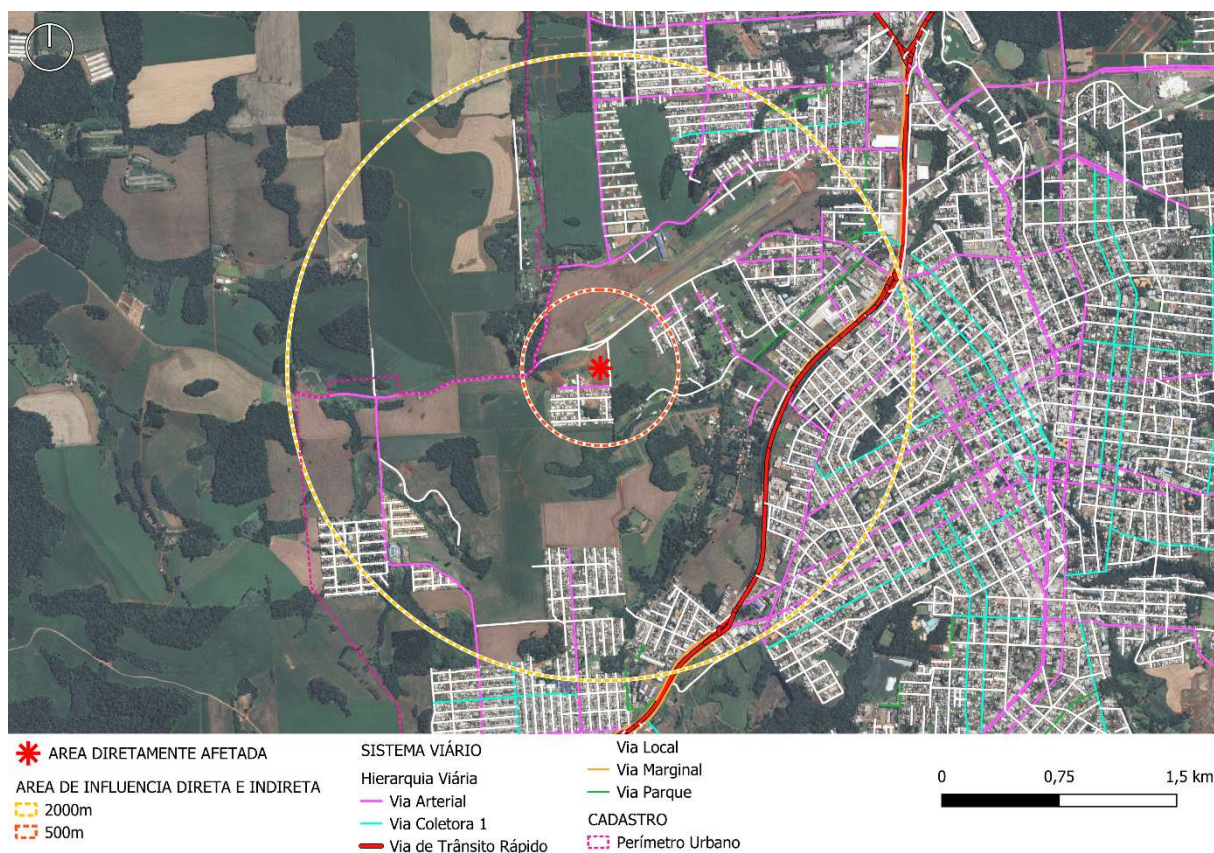 AREA DIRETAMENTE AFETADA
AREA DE INFLUENCIA DIRETA E INDIRETA
2000m
500m
SISTEMA VIÁRIO
Hierarquia Viária
Via Arterial
Via Coletora 1
Via de Trânsito Rápido
Via Local
Via Marginal
Via Parque
CADASTRO
Perímetro Urbano
0 0,75 1,5 km